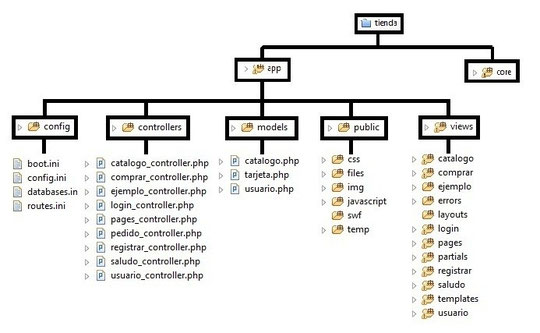 tienda
app
core
config
controllers
models
public
views
boot.ini
config.ini
databases.in
routes.ini
catalogo_controller.php
comprar_controller.php
ejemplo_controller.php
login_controller.php
pages_controller.php
pedido_controller.php
registrar_controller.php
saludo_controller.php
usuario_controller.php
catalogo.php
tarjeta.php
usuario.php
css
files
img
javascript
swf
temp
catalogo
comprar
ejemplo
errors
layouts
login
pages
partials
registrar
saludo
templates
usuario